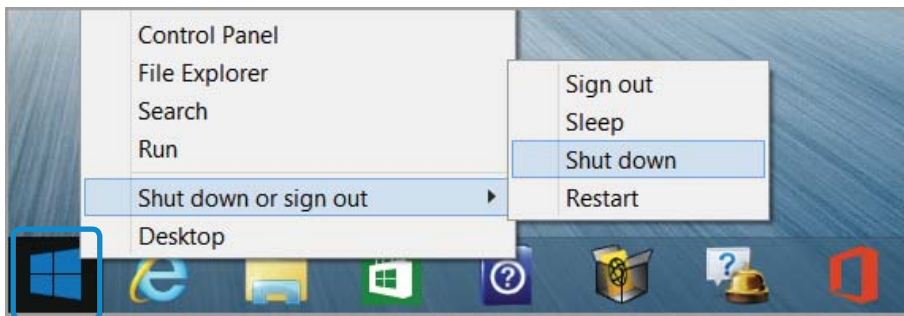 Control Panel
File Explorer
Search
Run
Shut down or sign out
Desktop
Sign out
Sleep
Shut down
Restart
?
?